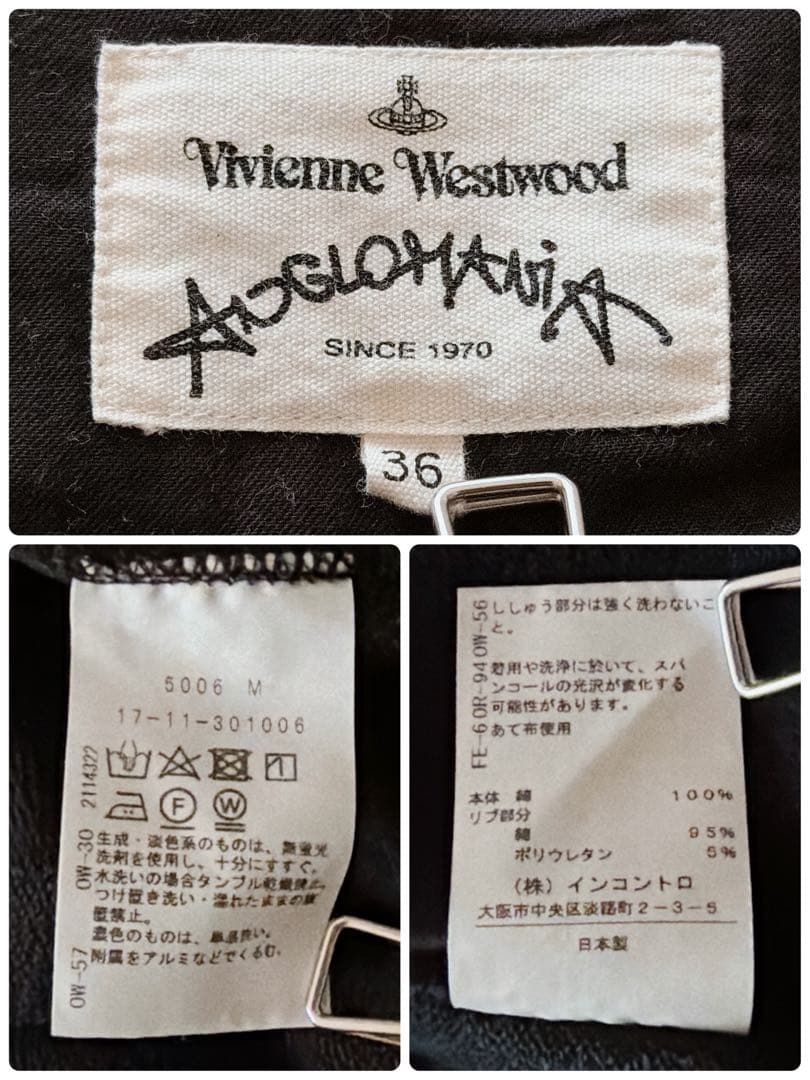 Vivienne Westwood
ANGLOMANIA
SINCE 1970
36
5006 M
17-11-301006
F W
生成・淡色系のものは、無蛍光
洗剤を使用し、十分にすすぐ。
水洗いの場合タンブル乾燥禁止。
つけ置き洗い・濡れたままの放
置禁止。
濃色のものは、単品洗い。
附属をアルミなどでくるむ。
OW-57 OW-30 2114322
ししゅう部分は強く洗わないこ
と。
着用や洗浄に於いて、スパ
ンコールの光沢が変化する
可能性があります。
あて布使用
FE-6 OR-94 OW-56
本体 綿 100%
リブ部分
綿 95%
ポリウレタン 5%
(株)インコントロ
大阪市中央区淡路町2-3-5
日本製